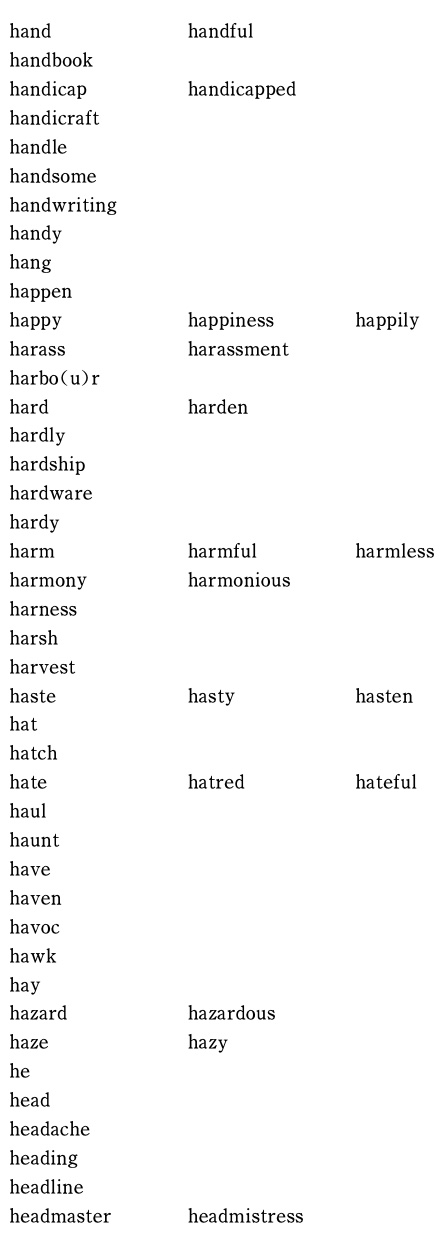 hand handful
handbook
handicap handicapped
handicraft
handle
handsome
handwriting
handy
hang
happen
happy happiness happily
harass harassment
harbo(u)r
hard harden
hardly
hardship
hardware
hardy
harm harmful harmless
harmony harmonious
harness
harsh
harvest
haste hasty hasten
hat
hatch
hate hatred hateful
haul
haunt
have
haven
havoc
hawk
hay
hazard hazardous
haze hazy
he
head
headache
heading
headline
headmaster headmistress